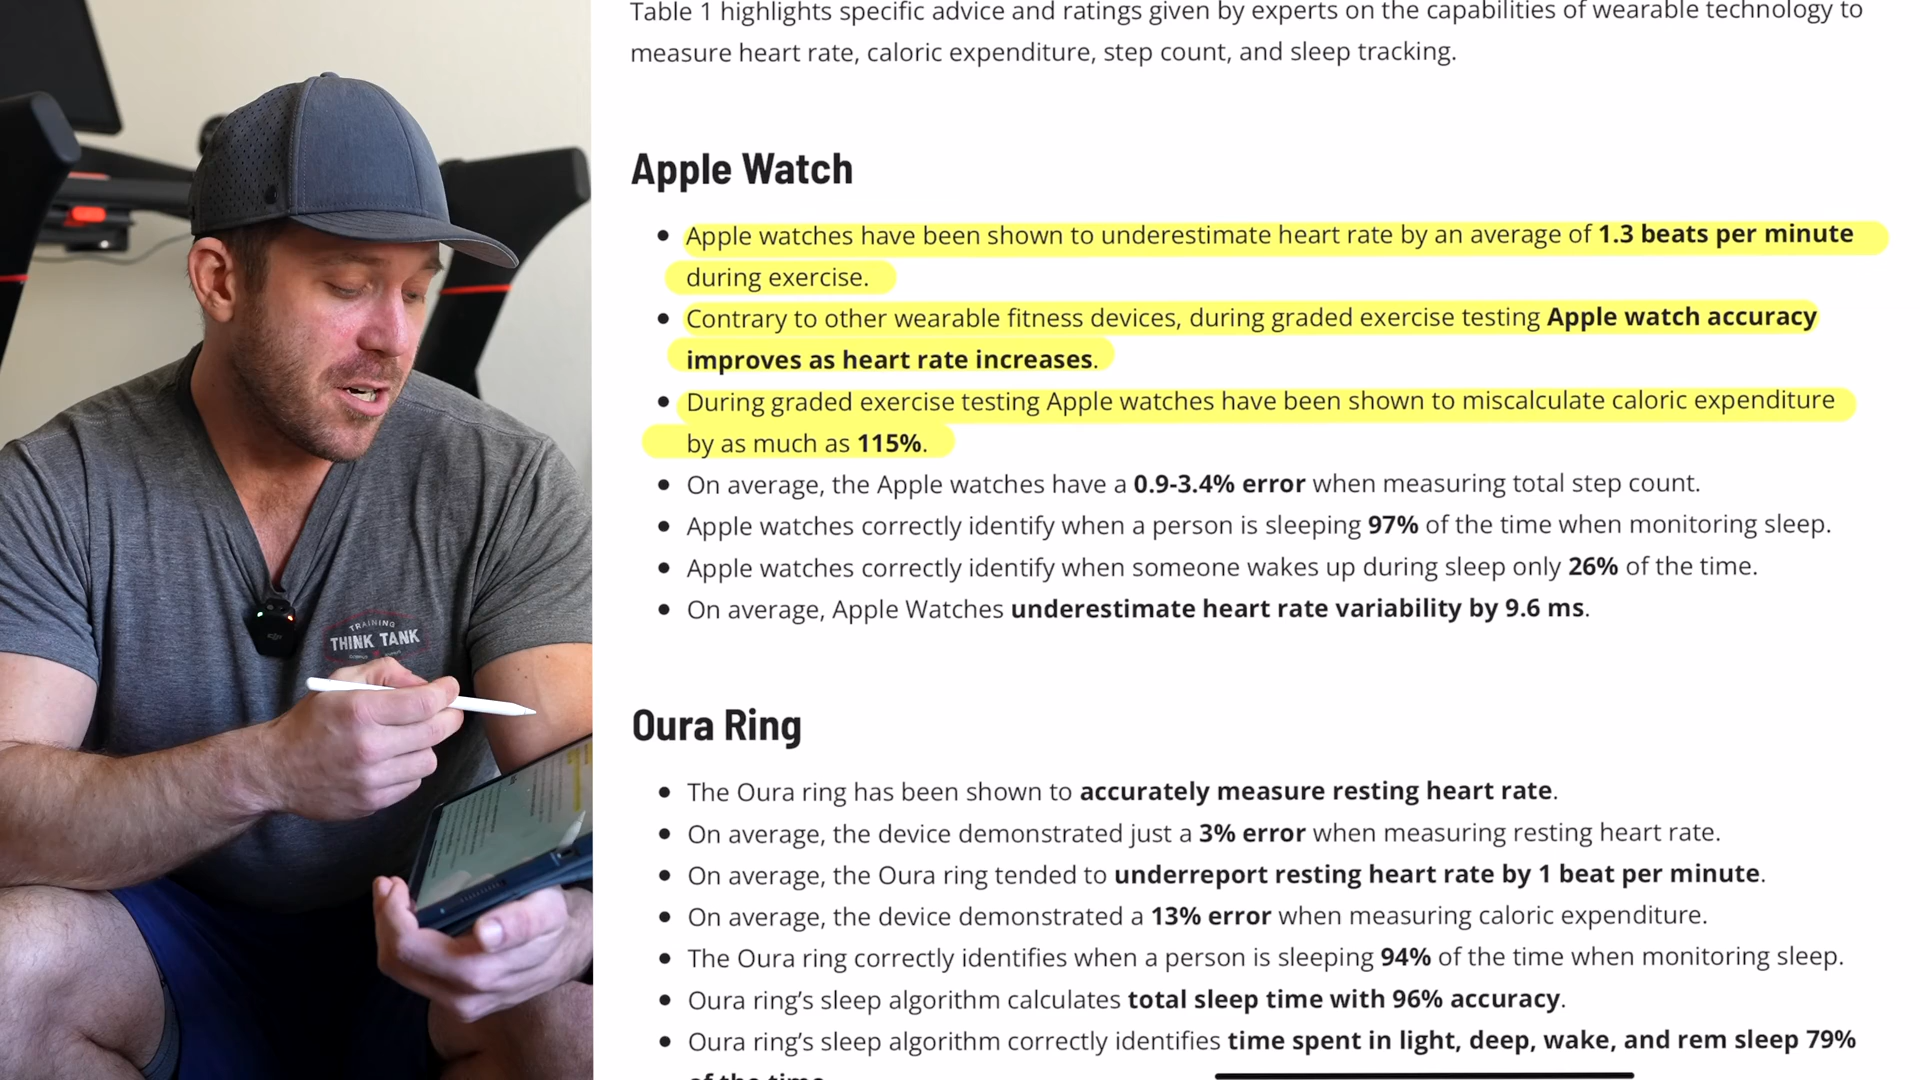 Table 1 highlights specific advice and ratings given by experts on the capabilities of wearable technology to
measure heart rate, caloric expenditure, step count, and sleep tracking.
Apple Watch
Apple watches have been shown to underestimate heart rate by an average of 1.3 beats per minute
during exercise.
Contrary to other wearable fitness devices, during graded exercise testing Apple watch accuracy
improves as heart rate increases.
During graded exercise testing Apple watches have been shown to miscalculate caloric expenditure
by as much as 115%.
On average, the Apple watches have a 0.9-3.4% error when measuring total step count.
Apple watches correctly identify when a person is sleeping 97% of the time when monitoring sleep.
Apple watches correctly identify when someone wakes up during sleep only 26% of the time.
On average, Apple Watches underestimate heart rate variability by 9.6 ms.
Oura Ring
The Oura ring has been shown to accurately measure resting heart rate.
On average, the device demonstrated just a 3% error when measuring resting heart rate.
On average, the Oura ring tended to underreport resting heart rate by 1 beat per minute.
On average, the device demonstrated a 13% error when measuring caloric expenditure.
The Oura ring correctly identifies when a person is sleeping 94% of the time when monitoring sleep.
Oura ring's sleep algorithm calculates total sleep time with 96% accuracy.
Oura ring's sleep algorithm correctly identifies time spent in light, deep, wake, and rem sleep 79%
of the time
TRAINING
THINK TANK